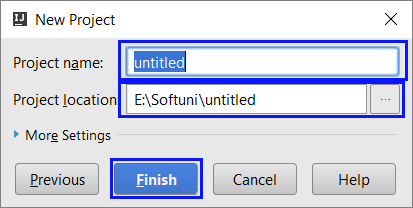 New Project
Project name: untitled
Project location: E:\Softuni\untitled ...
More Settings
Previous Finish Cancel Help